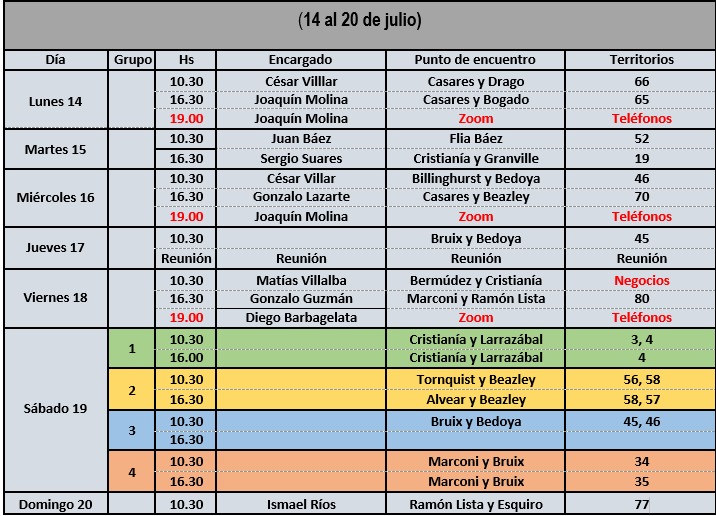 (14 al 20 de julio)
Día Grupo Hs Encargado Punto de encuentro Territorios
Lunes 14
10.30 César Villlar Casares y Drago 66
16.30 Joaquín Molina Casares y Bogado 65
19.00 Joaquín Molina Zoom Teléfonos
Martes 15
10.30 Juan Báez Flia Báez 52
16.30 Sergio Suares Cristianía y Granville 19
Miércoles 16
10.30 César Villar Billinghurst y Bedoya 46
16.30 Gonzalo Lazarte Casares y Beazley 70
19.00 Joaquín Molina Zoom Teléfonos
Jueves 17
10.30 Bruix y Bedoya 45
Reunión Reunión Reunión Reunión
Viernes 18
10.30 Matías Villalba Bermúdez y Cristianía Negocios
16.30 Gonzalo Guzmán Marconi y Ramón Lista 80
19.00 Diego Barbagelata Zoom Teléfonos
Sábado 19
1
10.30 Cristianía y Larrazábal 3, 4
16.00 Cristianía y Larrazábal 4
2
10.30 Tornquist y Beazley 56, 58
16.30 Alvear y Beazley 58, 57
3
10.30 Bruix y Bedoya 45, 46
16.30
4
10.30 Marconi y Bruix 34
16.30 Marconi y Bruix 35
Domingo 20 10.30 Ismael Ríos Ramón Lista y Esquiro 77